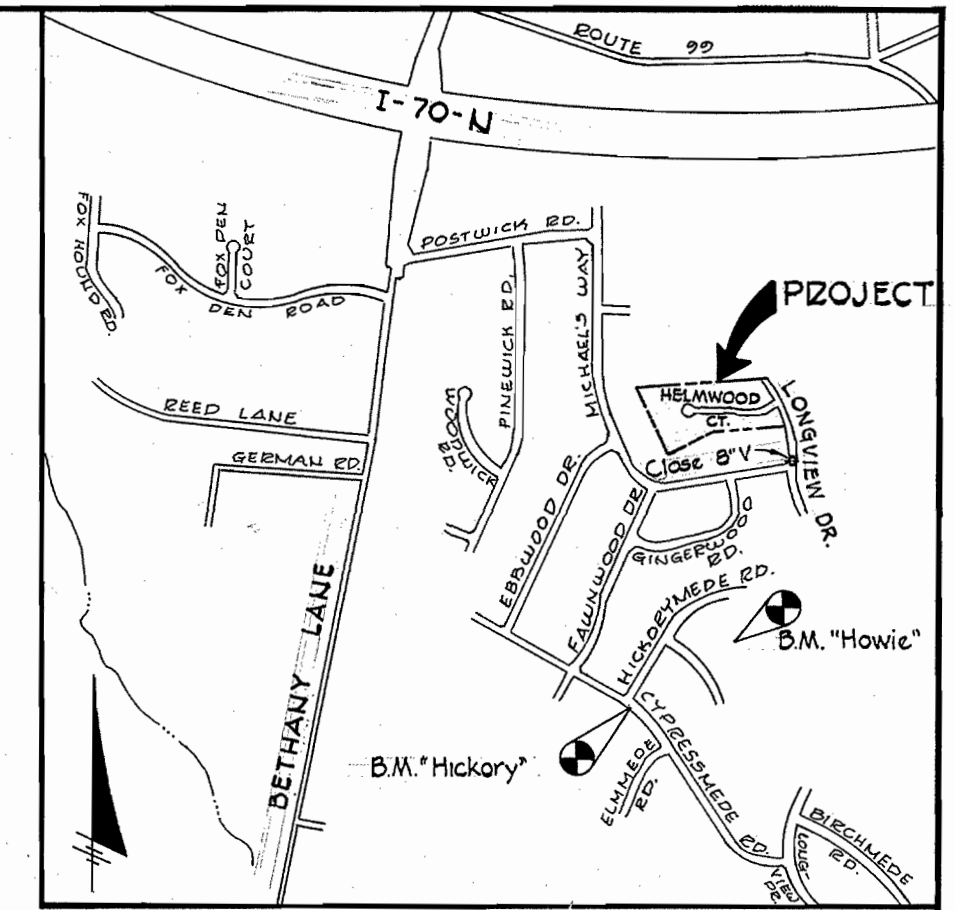 ROUTE 99
I-70-N
FOX HOUND RD.
FOX DEN
COURT
FOX DEN ROAD
POSTWICK RD.
PINEWICK RD.
MICHAEL'S WAY
PROJECT
HELMWOOD
CT.
LONGVIEW DR.
REED LANE
GERMAN RD.
WOODWICK
RD.
Close 8" V
EBBWOOD DR.
FAWNWOOD DR.
GINGERWOOD
RD.
HICKORYMEDE RD.
B.M. "Howie"
BETHANY LANE
B.M. "Hickory"
CYPRESSMEDE RD.
ELMMEDE
RD.
BIRCHMEDE
RD.
LONG-
VIEW
DR.